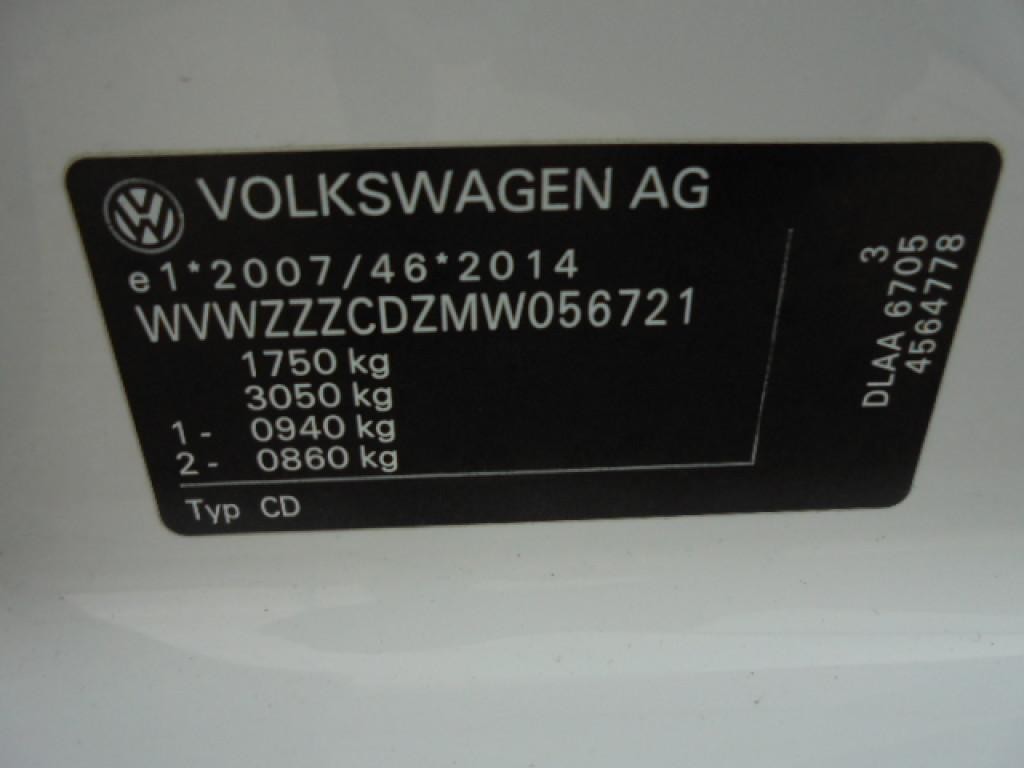 VOLKSWAGEN AG
e1*2007/46*2014
WVWZZZCDZMW056721
1750 kg
3050 kg
1- 0940 kg
2- 0860 kg
Typ CD
3
DLAA 6705
4564778